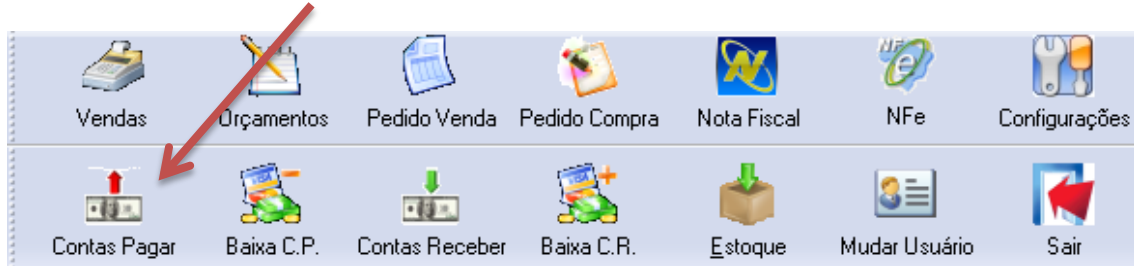 Vendas Orçamentos Pedido Venda Pedido Compra Nota Fiscal NFe Configurações
Contas Pagar Baixa C.P. Contas Receber Baixa C.R. Estoque Mudar Usuário Sair